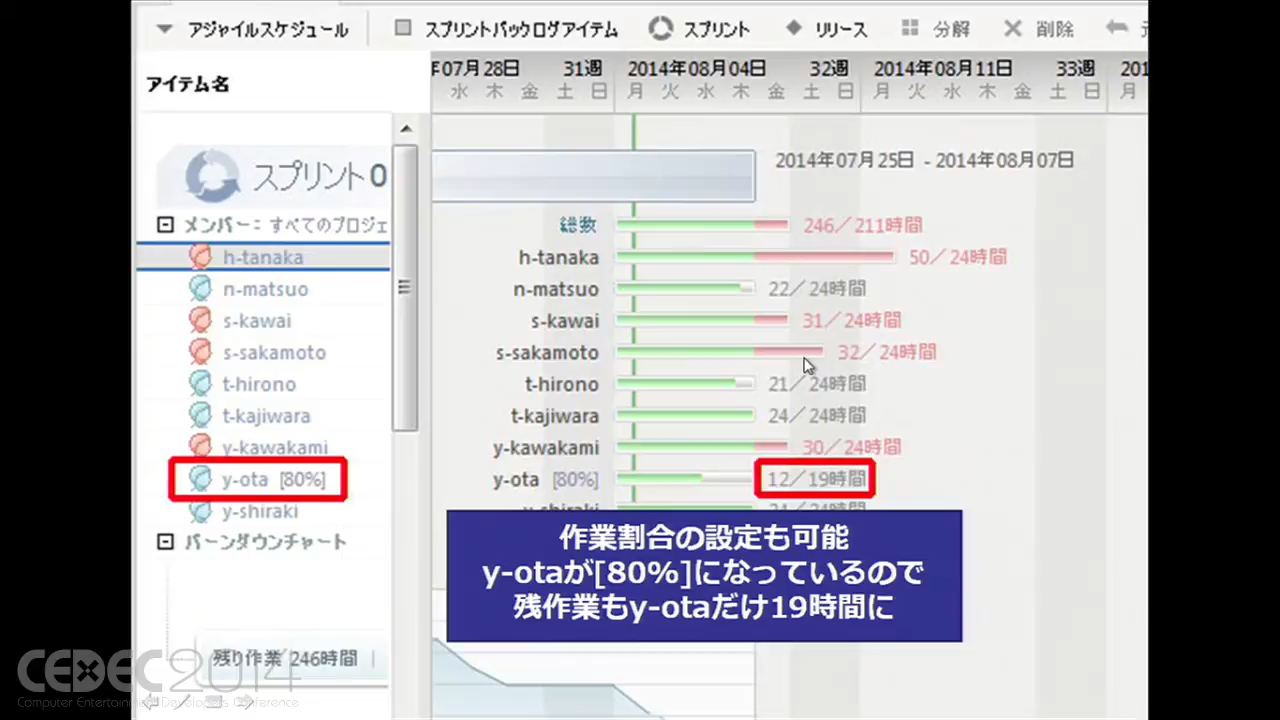 アジャイルスケジュール
スプリントバックログアイテム
スプリント
リリース
分解
削除
アイテム名
年07月28日 31週
2014年08月04日 32週
2014年08月11日 33週
201
水 木 金 土 日 月 火 水 木 金 土 日 月 火 水 木 金 土 日 月
スプリント0
2014年07月25日 - 2014年08月07日
メンバー: すべてのプロジェ
総数 246/211時間
h-tanaka
h-tanaka 50/24時間
n-matsuo
n-matsuo 22/24時間
s-kawai
s-kawai 31/24時間
s-sakamoto
s-sakamoto 32/24時間
t-hirono
t-hirono 21/24時間
t-kajiwara
t-kajiwara 24/24時間
y-kawakami
y-kawakami 30/24時間
y-ota [80%]
y-ota [80%] 12/19時間
y-shiraki
バーンダウンチャート
作業割合の設定も可能
y-otaが[80%]になっているので
残作業もy-otaだけ19時間に
残り作業 246時間
CEDEC2014
Computer Entertainment Developers Conference